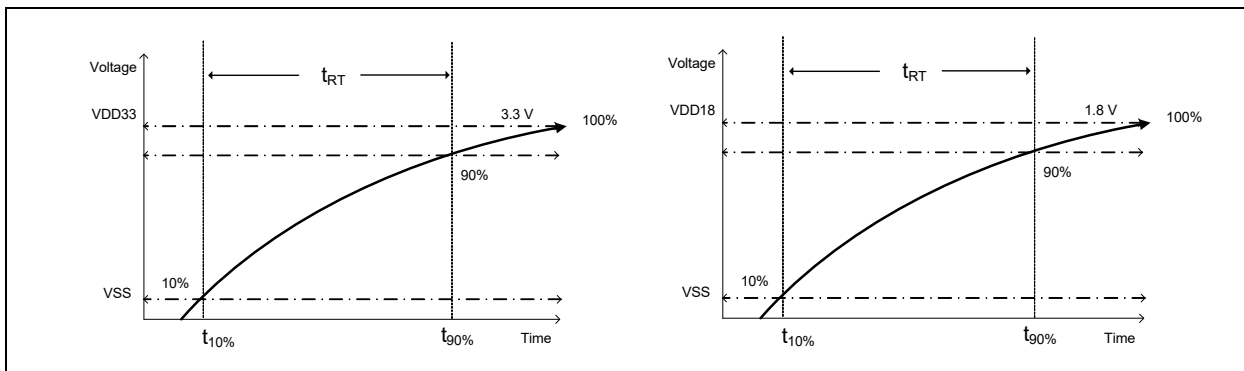 Voltage
tRT
VDD33
3.3 V
100%
90%
10%
VSS
t10%
t90%
Time
Voltage
tRT
VDD18
1.8 V
100%
90%
10%
VSS
t10%
t90%
Time